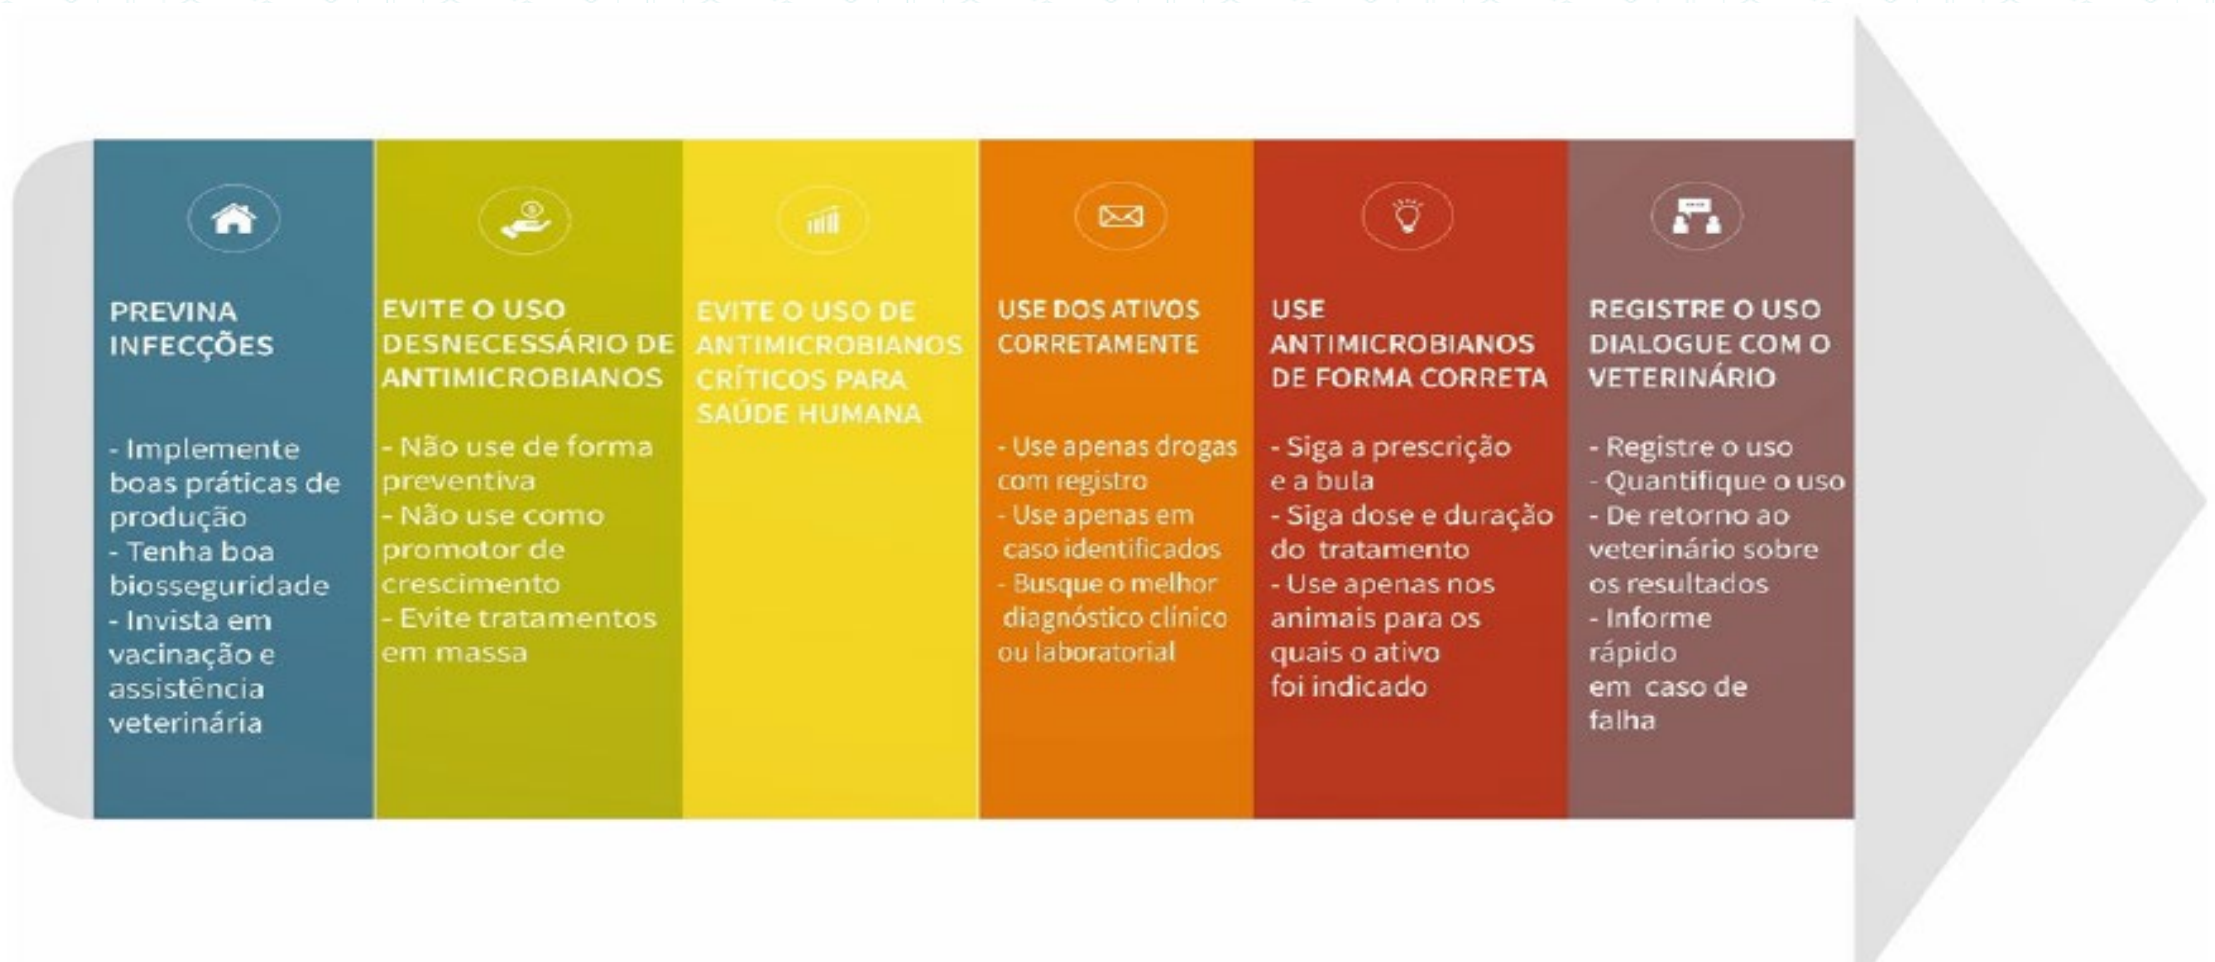 PREVINA
INFECÇÕES
- Implemente
boas práticas de
produção
- Tenha boa
biosseguridade
- Invista em
vacinação e
assistência
veterinária
EVITE O USO
DESNECESSÁRIO DE
ANTIMICROBIANOS
- Não use de forma
preventiva
- Não use como
promotor de
crescimento
- Evite tratamentos
em massa
EVITE O USO DE
ANTIMICROBIANOS
CRÍTICOS PARA
SAÚDE HUMANA
USE DOS ATIVOS
CORRETAMENTE
- Use apenas drogas
com registro
- Use apenas em
caso identificados
- Busque o melhor
diagnóstico clínico
ou laboratorial
USE
ANTIMICROBIANOS
DE FORMA CORRETA
- Siga a prescrição
e a bula
- Siga dose e duração
do tratamento
- Use apenas nos
animais para os
quais o ativo
foi indicado
REGISTRE O USO
DIALOGUE COM O
VETERINÁRIO
- Registre o uso
- Quantifique o uso
- De retorno ao
veterinário sobre
os resultados
- Informe
rápido
em caso de
falha